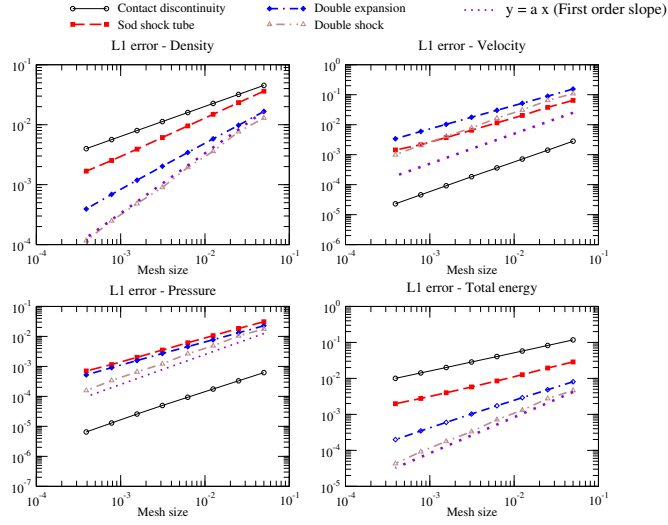 Contact discontinuity
Sod shock tube
Double expansion
Double shock
y = a x (First order slope)
L1 error - Density
10^-1
10^-2
10^-3
10^-4
10^-4 10^-3 10^-2 10^-1
Mesh size
L1 error - Velocity
10^0
10^-1
10^-2
10^-3
10^-4
10^-5
10^-6
10^-4 10^-3 10^-2 10^-1
Mesh size
L1 error - Pressure
10^-1
10^-2
10^-3
10^-4
10^-5
10^-6
10^-7
10^-4 10^-3 10^-2 10^-1
Mesh size
L1 error - Total energy
10^0
10^-1
10^-2
10^-3
10^-4
10^-5
10^-4 10^-3 10^-2 10^-1
Mesh size